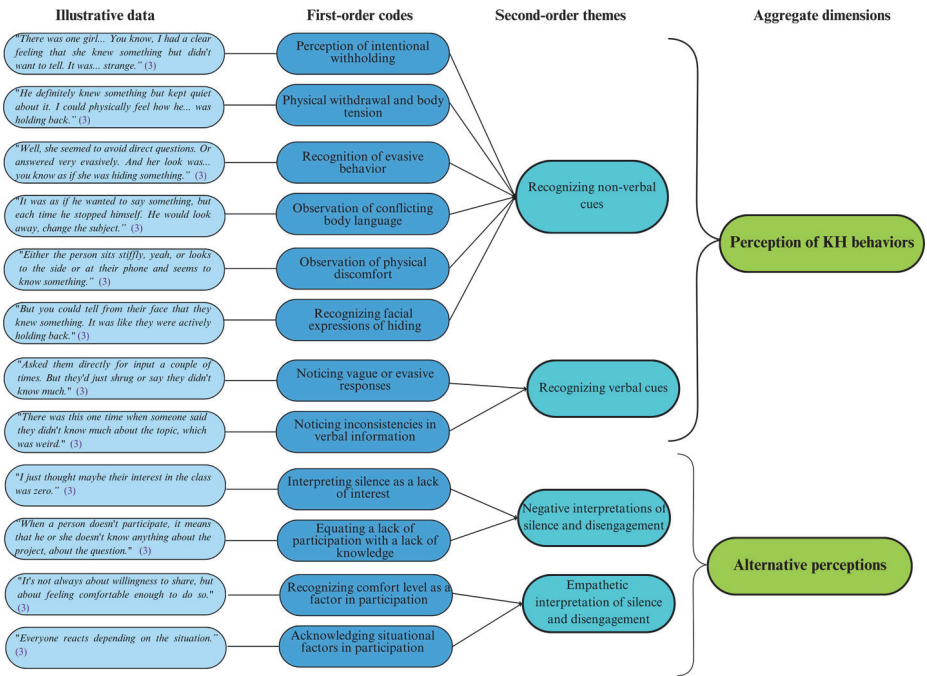 Illustrative data
First-order codes
Second-order themes
Aggregate dimensions
"There was one girl... You know, I had a clear
feeling that she knew something but didn't
want to tell. It was... strange.” (3)
Perception of intentional
withholding
"He definitely knew something but kept quiet
about it. I could physically feel how he... was
holding back.” (3)
Physical withdrawal and body
tension
"Well, she seemed to avoid direct questions. Or
answered very evasively. And her look was...
you know as if she was hiding something.” (3)
Recognition of evasive
behavior
"It was as if he wanted to say something, but
each time he stopped himself. He would look
away, change the subject.” (3)
Observation of conflicting
body language
"Either the person sits stiffly, yeah, or looks
to the side or at their phone and seems to
know something.” (3)
Observation of physical
discomfort
"But you could tell from their face that they
knew something. It was like they were actively
holding back." (3)
Recognizing facial
expressions of hiding
Recognizing non-verbal
cues
Perception of KH behaviors
"Asked them directly for input a couple of
times. But they'd just shrug or say they didn't
know much." (3)
Noticing vague or evasive
responses
"There was this one time when someone said
they didn't know much about the topic, which
was weird." (3)
Noticing inconsistencies in
verbal information
Recognizing verbal cues
"I just thought maybe their interest in the class
was zero.” (3)
Interpreting silence as a lack
of interest
"When a person doesn't participate, it means
that he or she doesn't know anything about the
project, about the question." (3)
Equating a lack of
participation with a lack of
knowledge
Negative interpretations of
silence and disengagement
Alternative perceptions
"It's not always about willingness to share, but
about feeling comfortable enough to do so."
(3)
Recognizing comfort level as a
factor in participation
"Everyone reacts depending on the situation.”
(3)
Acknowledging situational
factors in participation
Empathetic
interpretation of silence
and disengagement